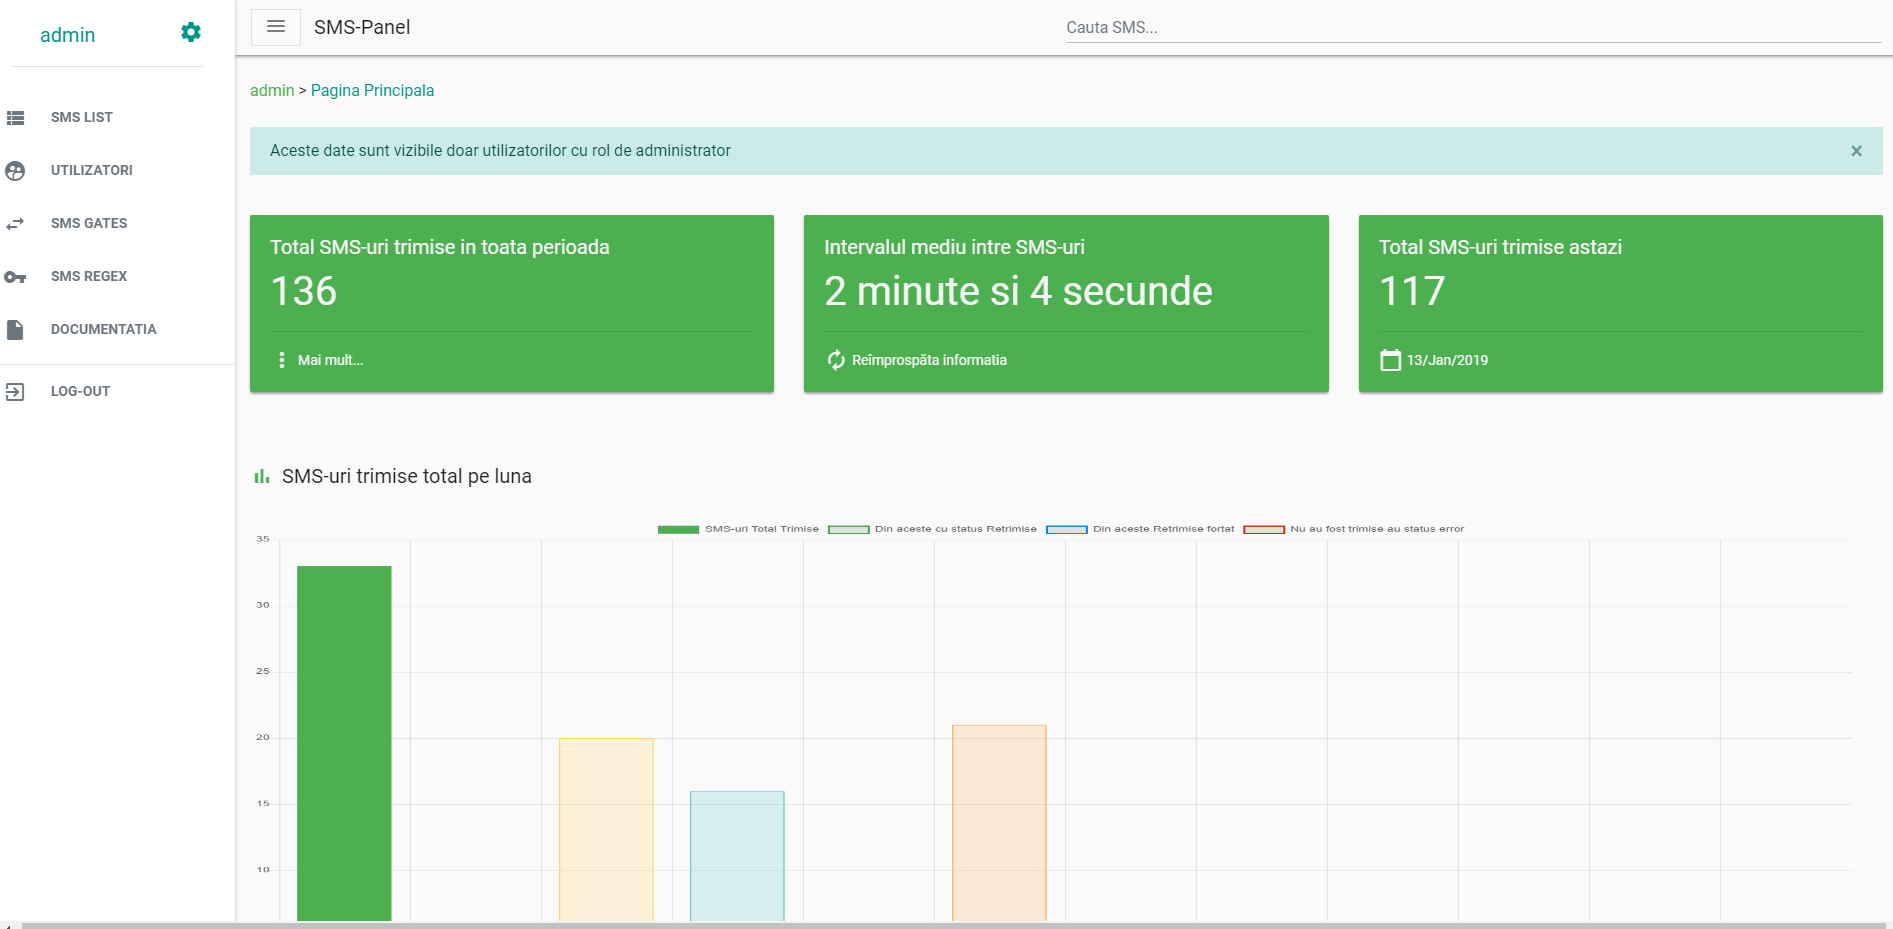 admin
SMS LIST
UTILIZATORI
SMS GATES
SMS REGEX
DOCUMENTATIA
LOG-OUT
SMS-Panel
Cauta SMS...
admin > Pagina Principala
Aceste date sunt vizibile doar utilizatorilor cu rol de administrator
×
Total SMS-uri trimise in toata perioada
136
Mai mult...
Intervalul mediu intre SMS-uri
2 minute si 4 secunde
Reîmprospăta informatia
Total SMS-uri trimise astazi
117
13/Jan/2019
SMS-uri trimise total pe luna
SMS-uri Total Trimise
Din aceste cu status Retrimise
Din aceste Retrimise fortat
Nu au fost trimise au status error
35
30
25
20
15
10